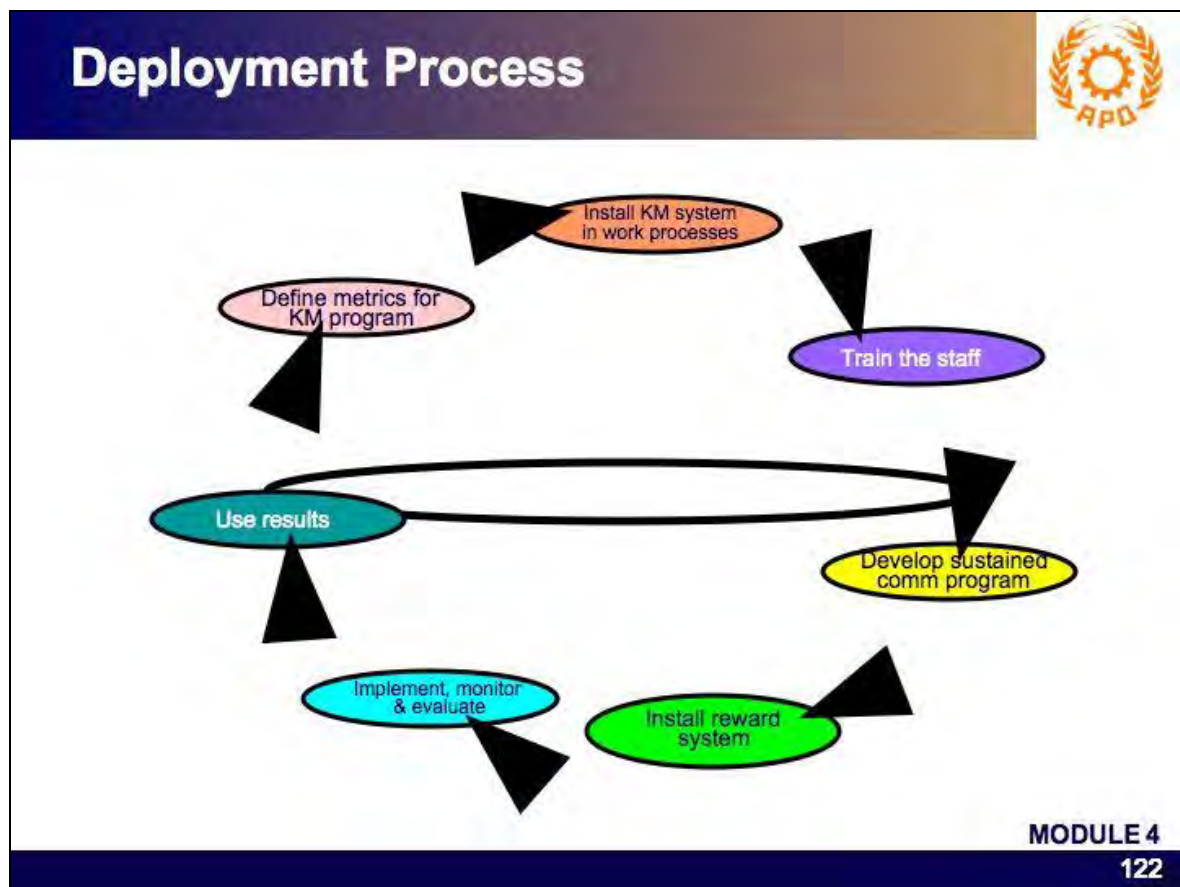 Deployment Process
APO
Install KM system
in work processes
Define metrics for
KM program
Train the staff
Use results
Develop sustained
comm program
Implement, monitor
& evaluate
Install reward
system
MODULE 4
122